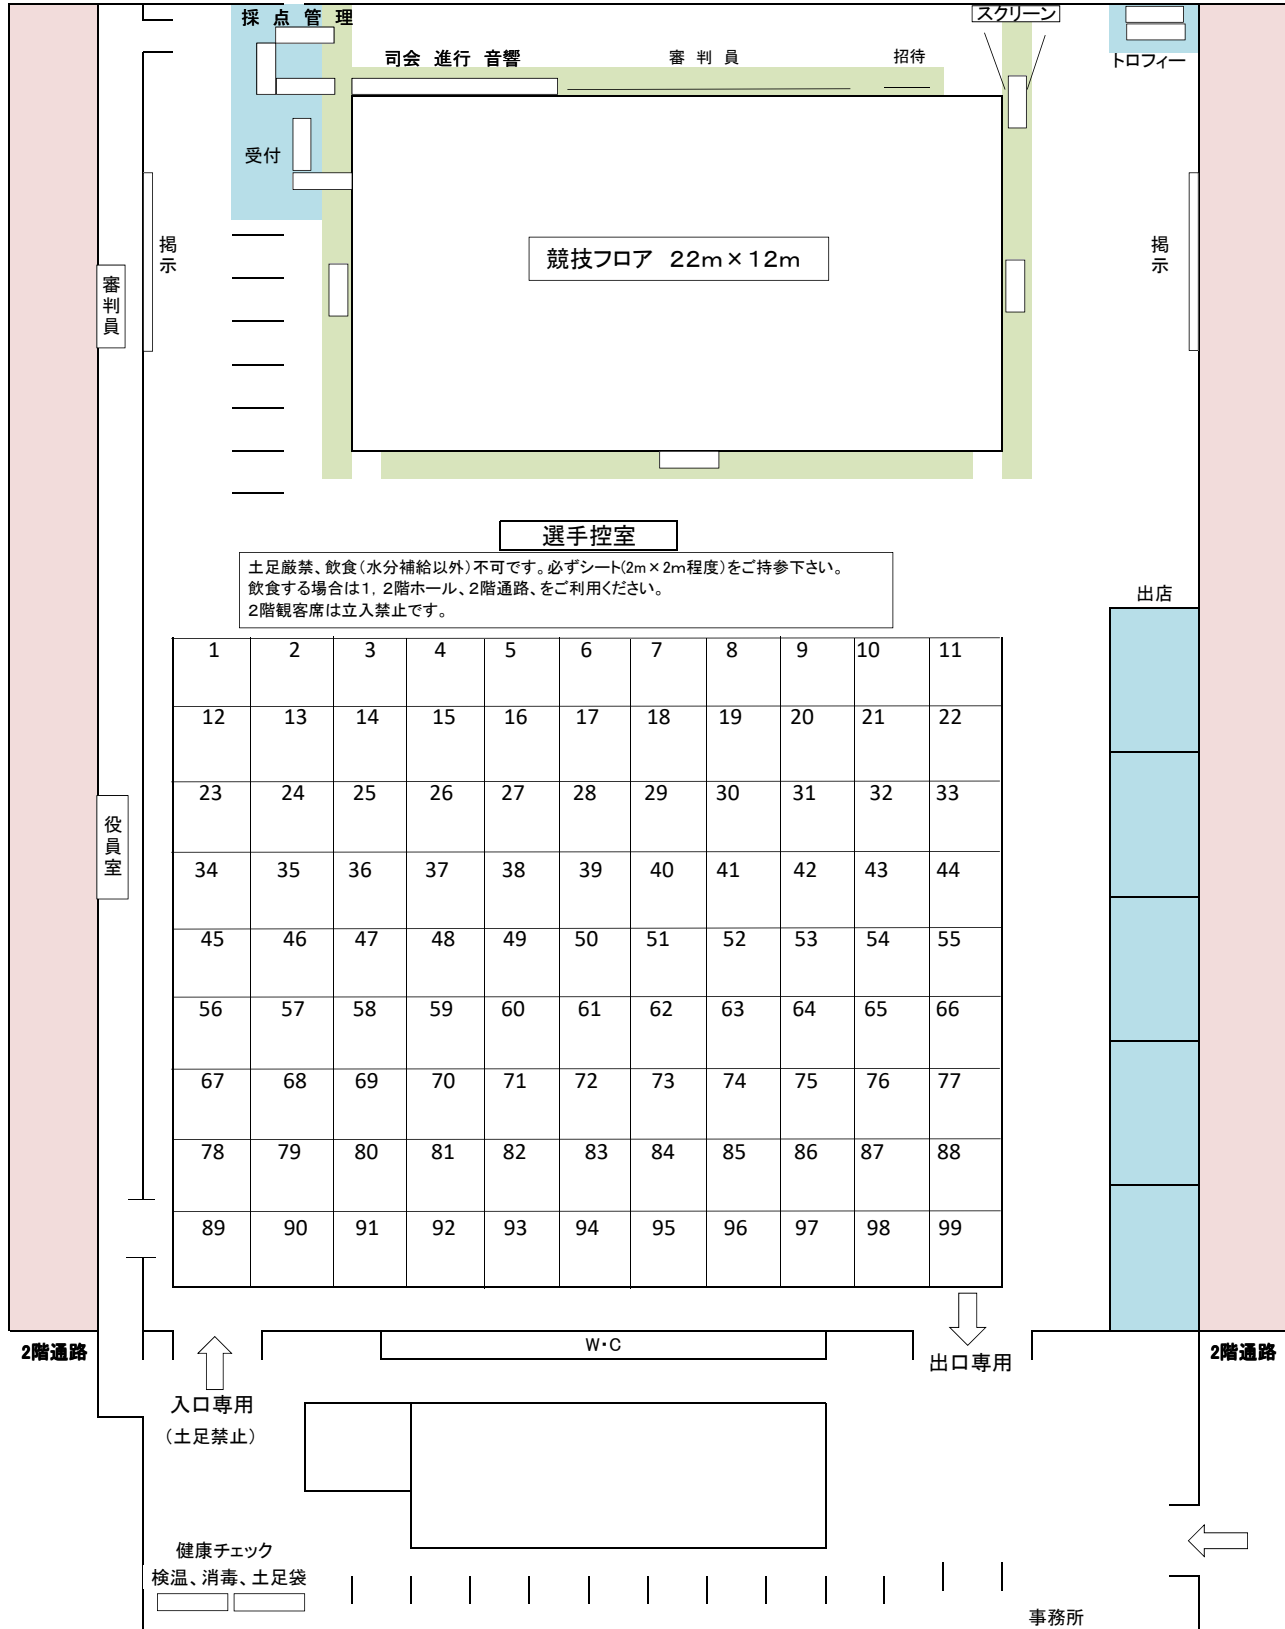 採 点 管 理
スクリーン
司会 進行 音響
審 判 員
招待
トロフィー
受付
掲示
競技フロア 22m×12m
掲示
審判員
選手控室
土足厳禁、飲食(水分補給以外)不可です。必ずシート(2m×2m程度)をご持参下さい。
飲食する場合は1，2階ホール、2階通路、をご利用ください。
2階観客席は立入禁止です。
出店
1 2 3 4 5 6 7 8 9 10 11
12 13 14 15 16 17 18 19 20 21 22
23 24 25 26 27 28 29 30 31 32 33
役員室
34 35 36 37 38 39 40 41 42 43 44
45 46 47 48 49 50 51 52 53 54 55
56 57 58 59 60 61 62 63 64 65 66
67 68 69 70 71 72 73 74 75 76 77
78 79 80 81 82 83 84 85 86 87 88
89 90 91 92 93 94 95 96 97 98 99
2階通路
W・C
出口専用
2階通路
入口専用
（土足禁止）
健康チェック
検温、消毒、土足袋
事務所